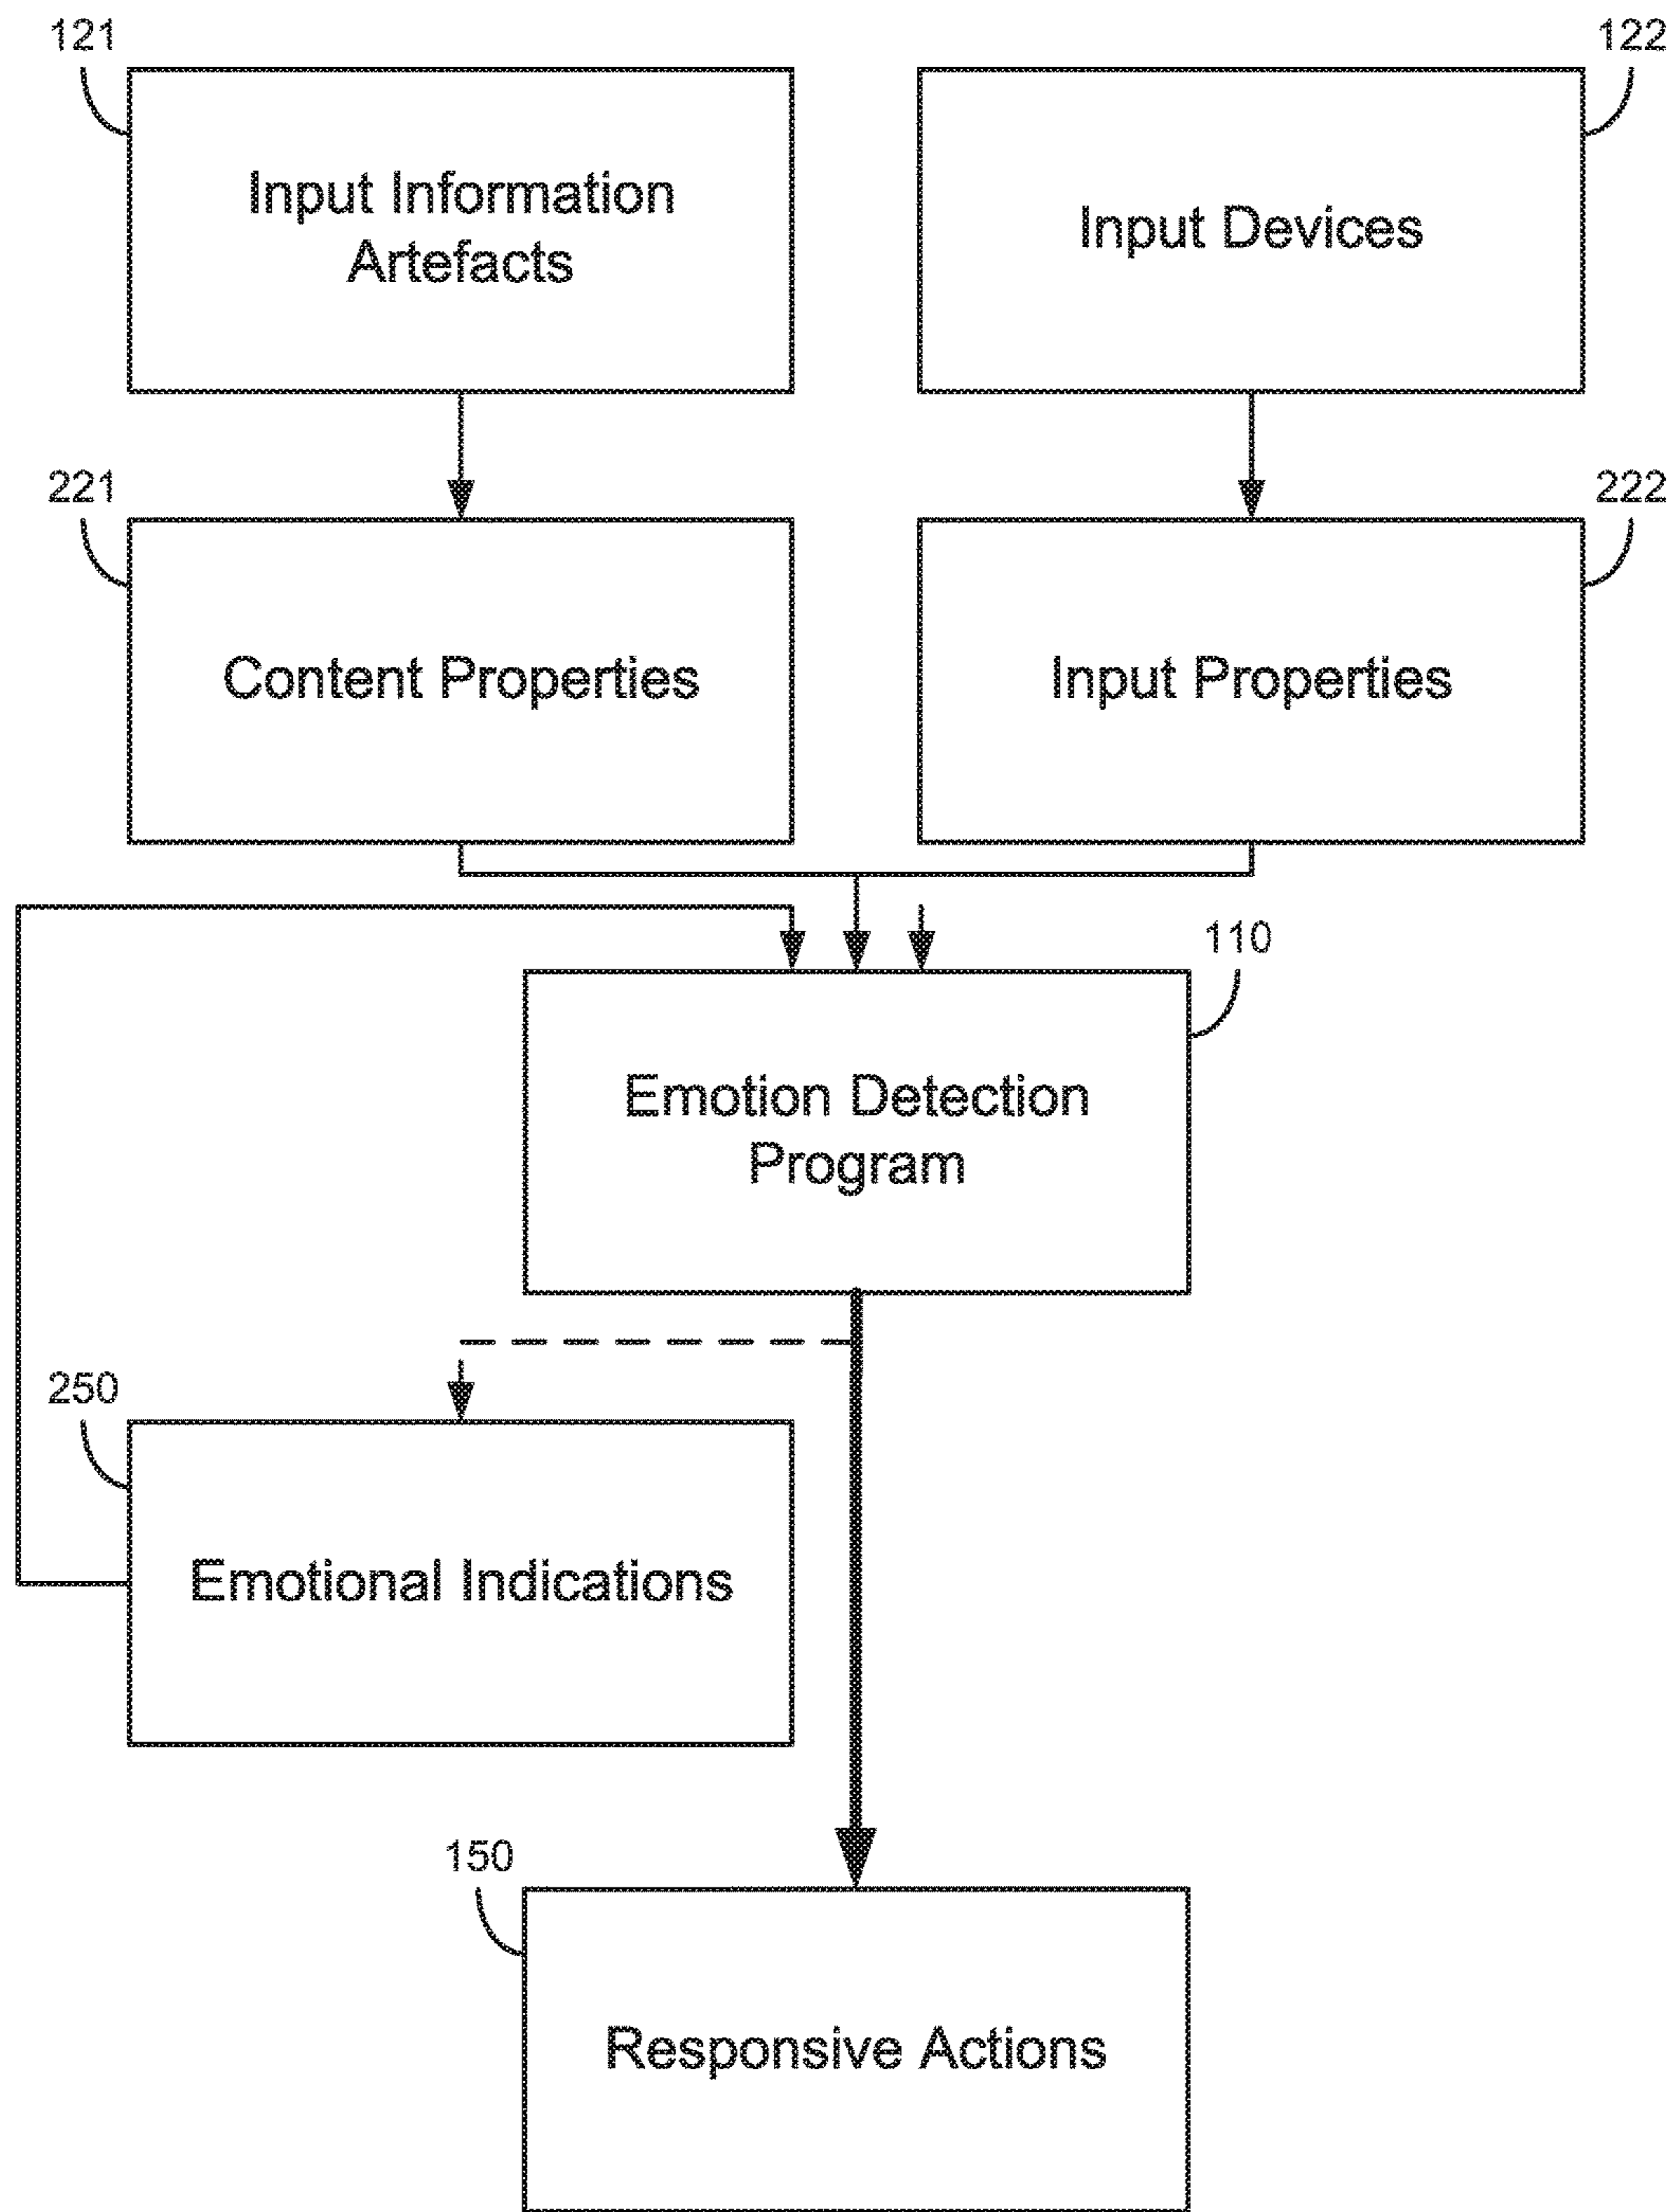 121
122
Input Information
Artefacts
Input Devices
221
222
Content Properties
Input Properties
110
Emotion Detection
Program
250
Emotional Indications
150
Responsive Actions